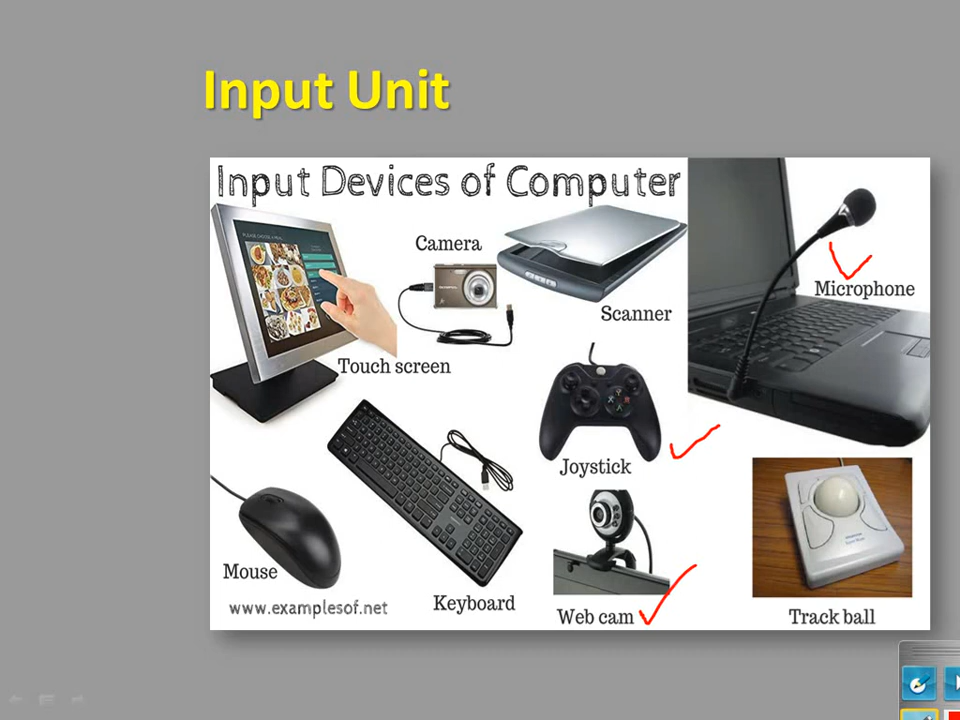 Input Unit
Input Devices of Computer
Camera
Microphone
Scanner
Touch screen
Joystick
Mouse
Keyboard
www.examplesof.net
Web cam
Track ball